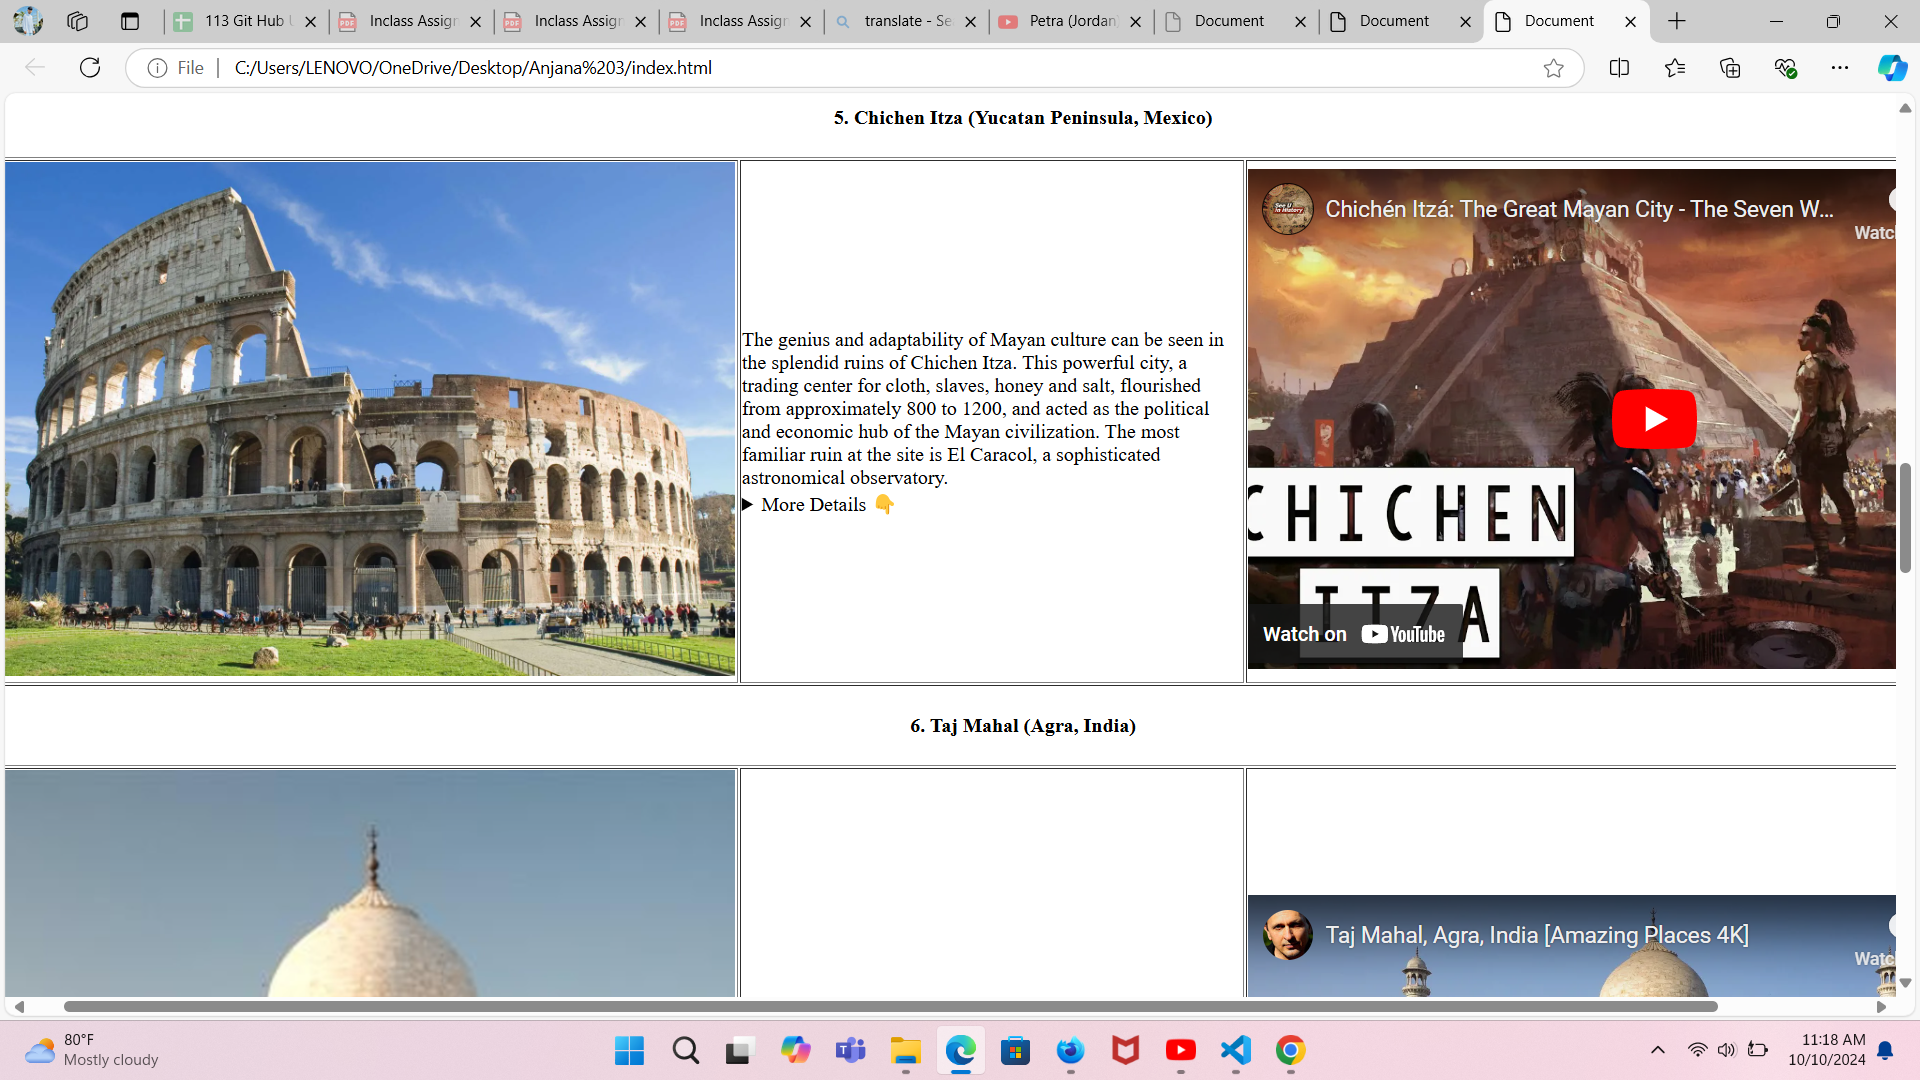 113 Git Hub
Inclass Assign
Inclass Assign
Inclass Assign
translate - Se
Petra (Jordan)
Document
Document
Document
File
C:/Users/LENOVO/OneDrive/Desktop/Anjana%203/index.html
5. Chichen Itza (Yucatan Peninsula, Mexico)
See U in History
Chichén Itzá: The Great Mayan City - The Seven W...
Watch
The genius and adaptability of Mayan culture can be seen in
the splendid ruins of Chichen Itza. This powerful city, a
trading center for cloth, slaves, honey and salt, flourished
from approximately 800 to 1200, and acted as the political
and economic hub of the Mayan civilization. The most
familiar ruin at the site is El Caracol, a sophisticated
astronomical observatory.
▶ More Details 👇
CHICHEN
ITZA
Watch on YouTube
6. Taj Mahal (Agra, India)
Taj Mahal, Agra, India [Amazing Places 4K]
Watch
80°F
Mostly cloudy
11:18 AM
10/10/2024